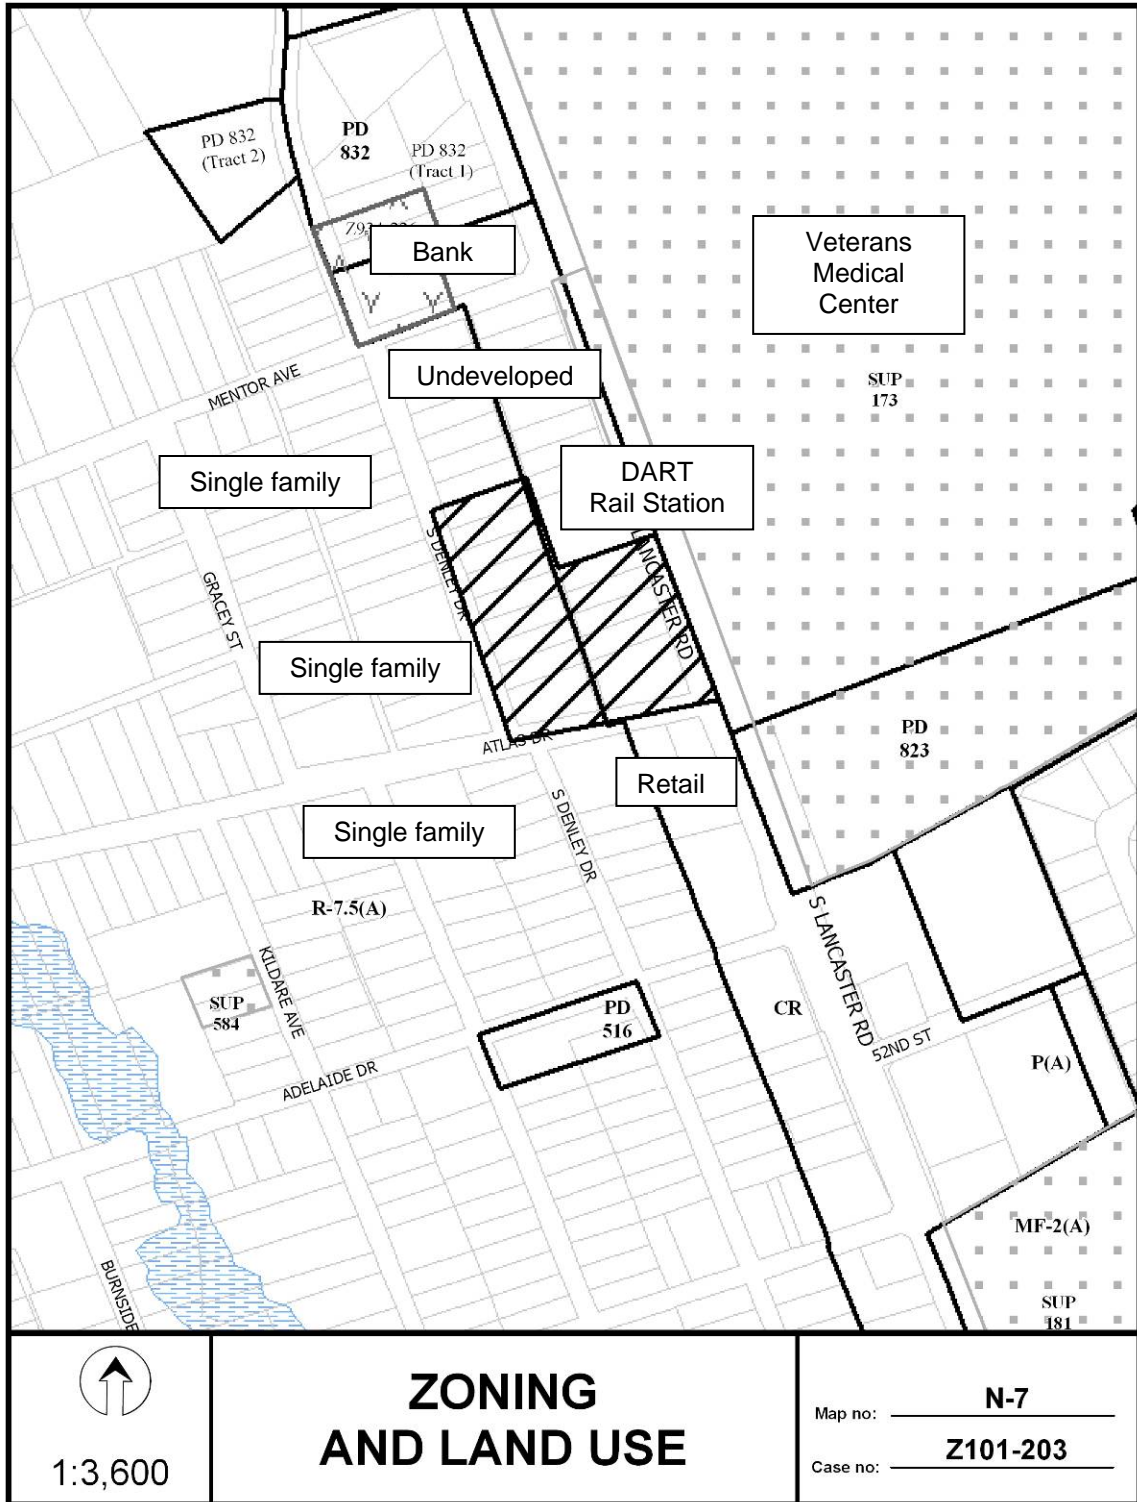 PD 832
(Tract 2)
PD
832
PD 832
(Tract 1)
Bank
Veterans
Medical
Center
Undeveloped
SUP
173
MENTOR AVE
Single family
DART
Rail Station
S DENLEY DR
LANCASTER RD
GRACEY ST
Single family
ATLAS DR
PD
823
Retail
S DENLEY DR
Single family
R-7.5(A)
S LANCASTER RD
KILDARE AVE
SUP
584
PD
516
CR
52ND ST
P(A)
ADELAIDE DR
MF-2(A)
BURNSIDE
SUP
181
1:3,600
ZONING
AND LAND USE
Map no: N-7
Case no: Z101-203